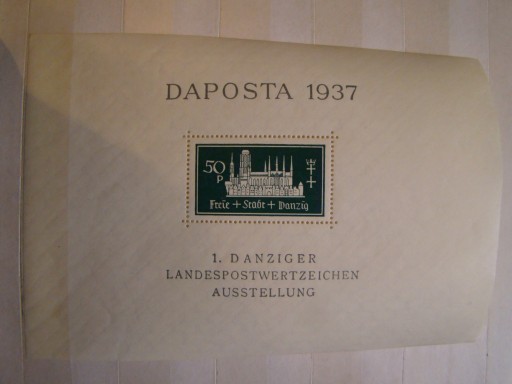 DAPOSTA 1937
50
P
Freie + Stadt + Danzig
1. DANZIGER
LANDESPOSTWERTZEICHEN
AUSSTELLUNG